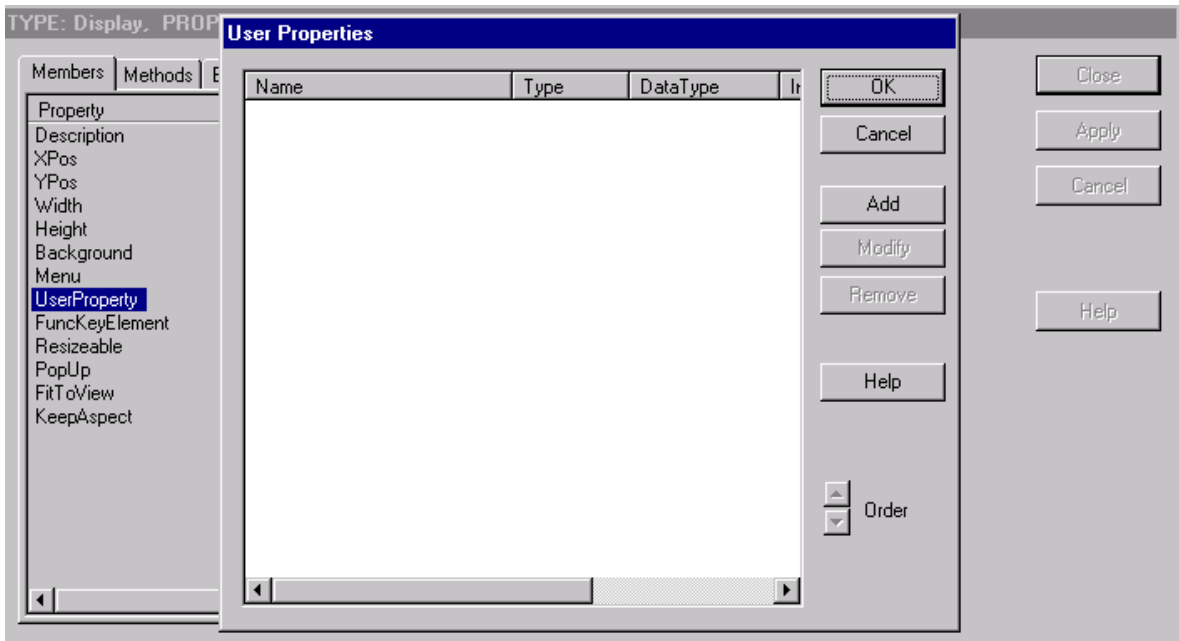 TYPE: Display, PROP
User Properties
Members
Methods
E
Property
Description
XPos
YPos
Width
Height
Background
Menu
UserProperty
FuncKeyElement
Resizeable
PopUp
FitToView
KeepAspect
Name
Type
DataType
OK
Cancel
Add
Modify
Remove
Help
Order
Close
Apply
Cancel
Help